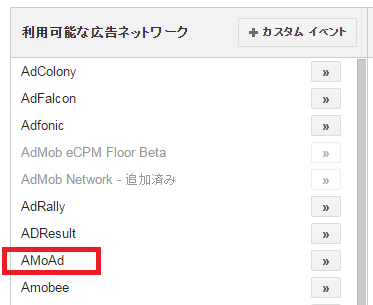 利用可能な広告ネットワーク + カスタム イベント
AdColony »
AdFalcon »
Adfonic »
AdMob eCPM Floor Beta »
AdMob Network - 追加済み »
AdRally »
ADResult »
AMoAd »
Amobee »